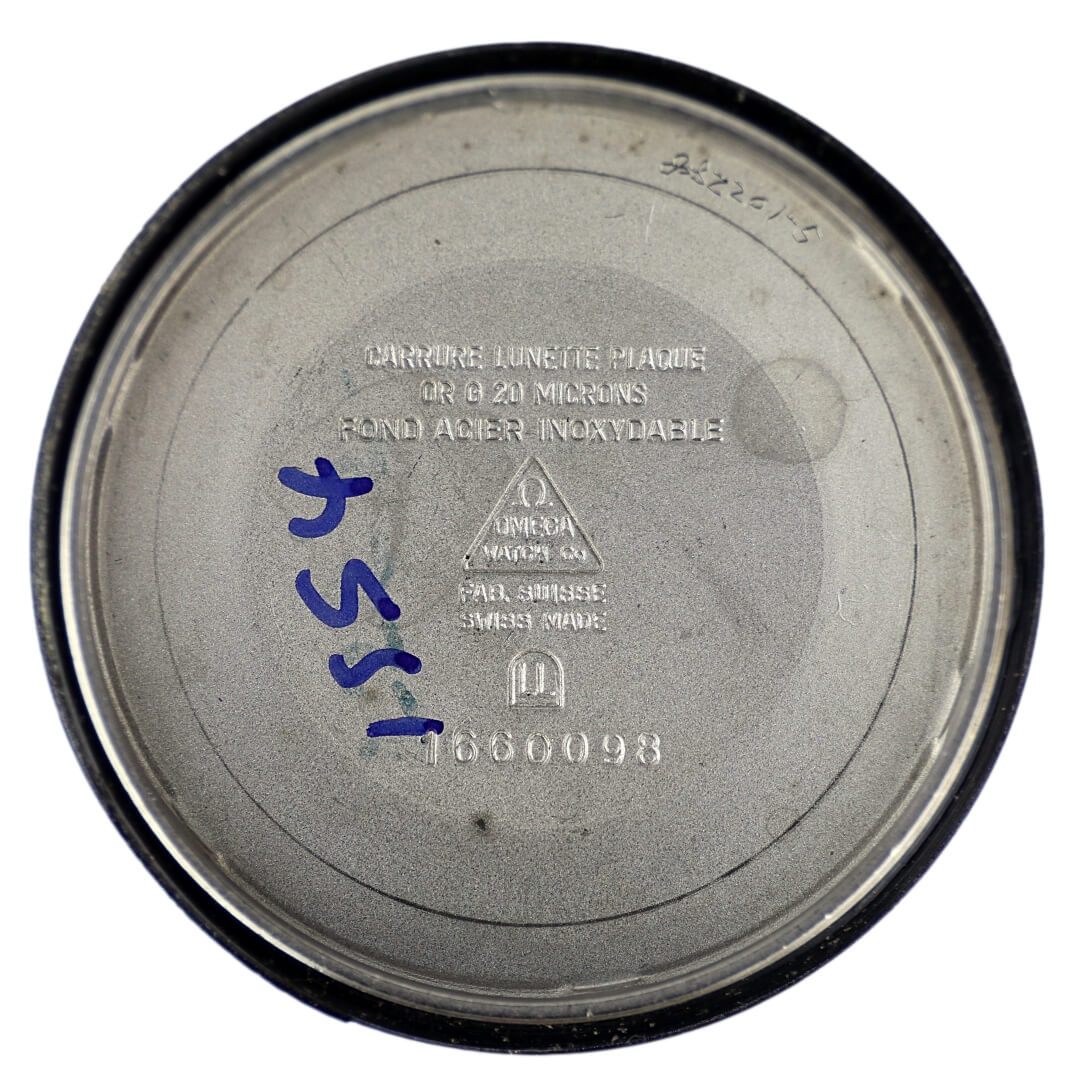 CARRURE LUNETTE PLAQUE
OR G 20 MICRONS
FOND ACIER INOXYDABLE
Ω
OMEGA
WATCH Co
FAB. SUISSE
SWISS MADE
1660098